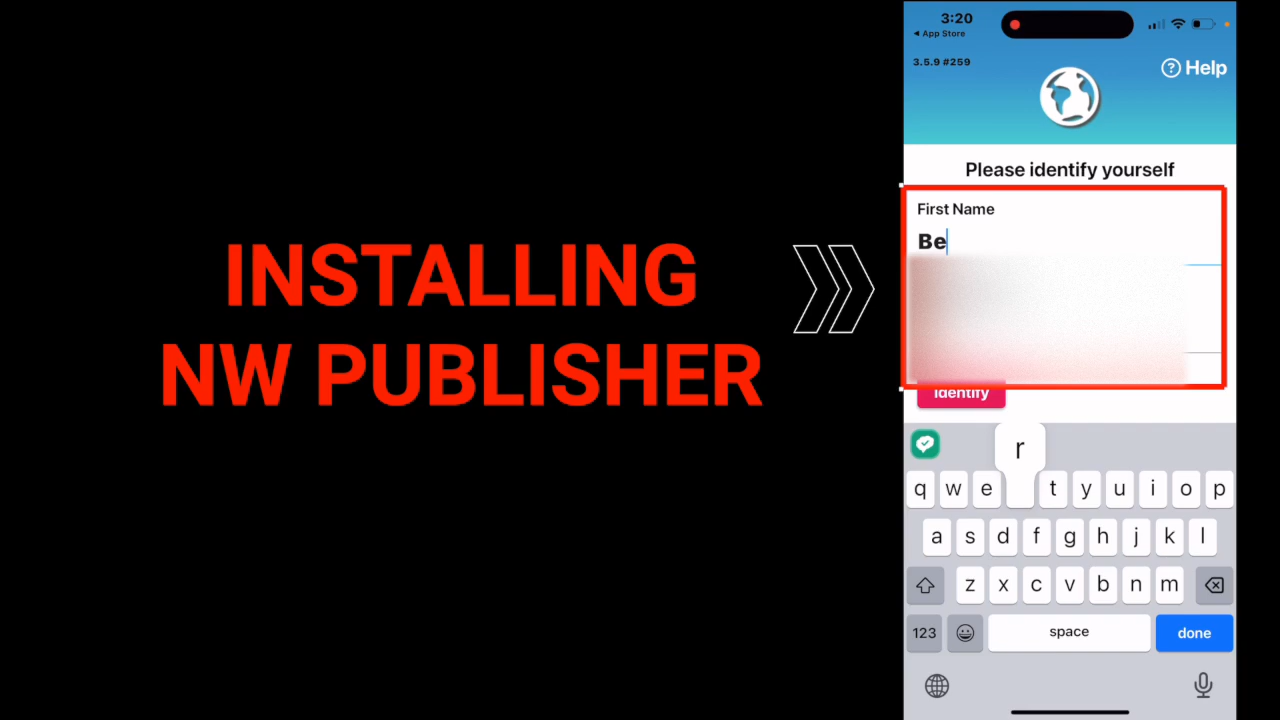 INSTALLING
NW PUBLISHER
3:20
App Store
3.5.9 #259
? Help
Please identify yourself
First Name
Be
Identify
r
q w e t y u i o p
a s d f g h j k l
z x c v b n m
123 space done